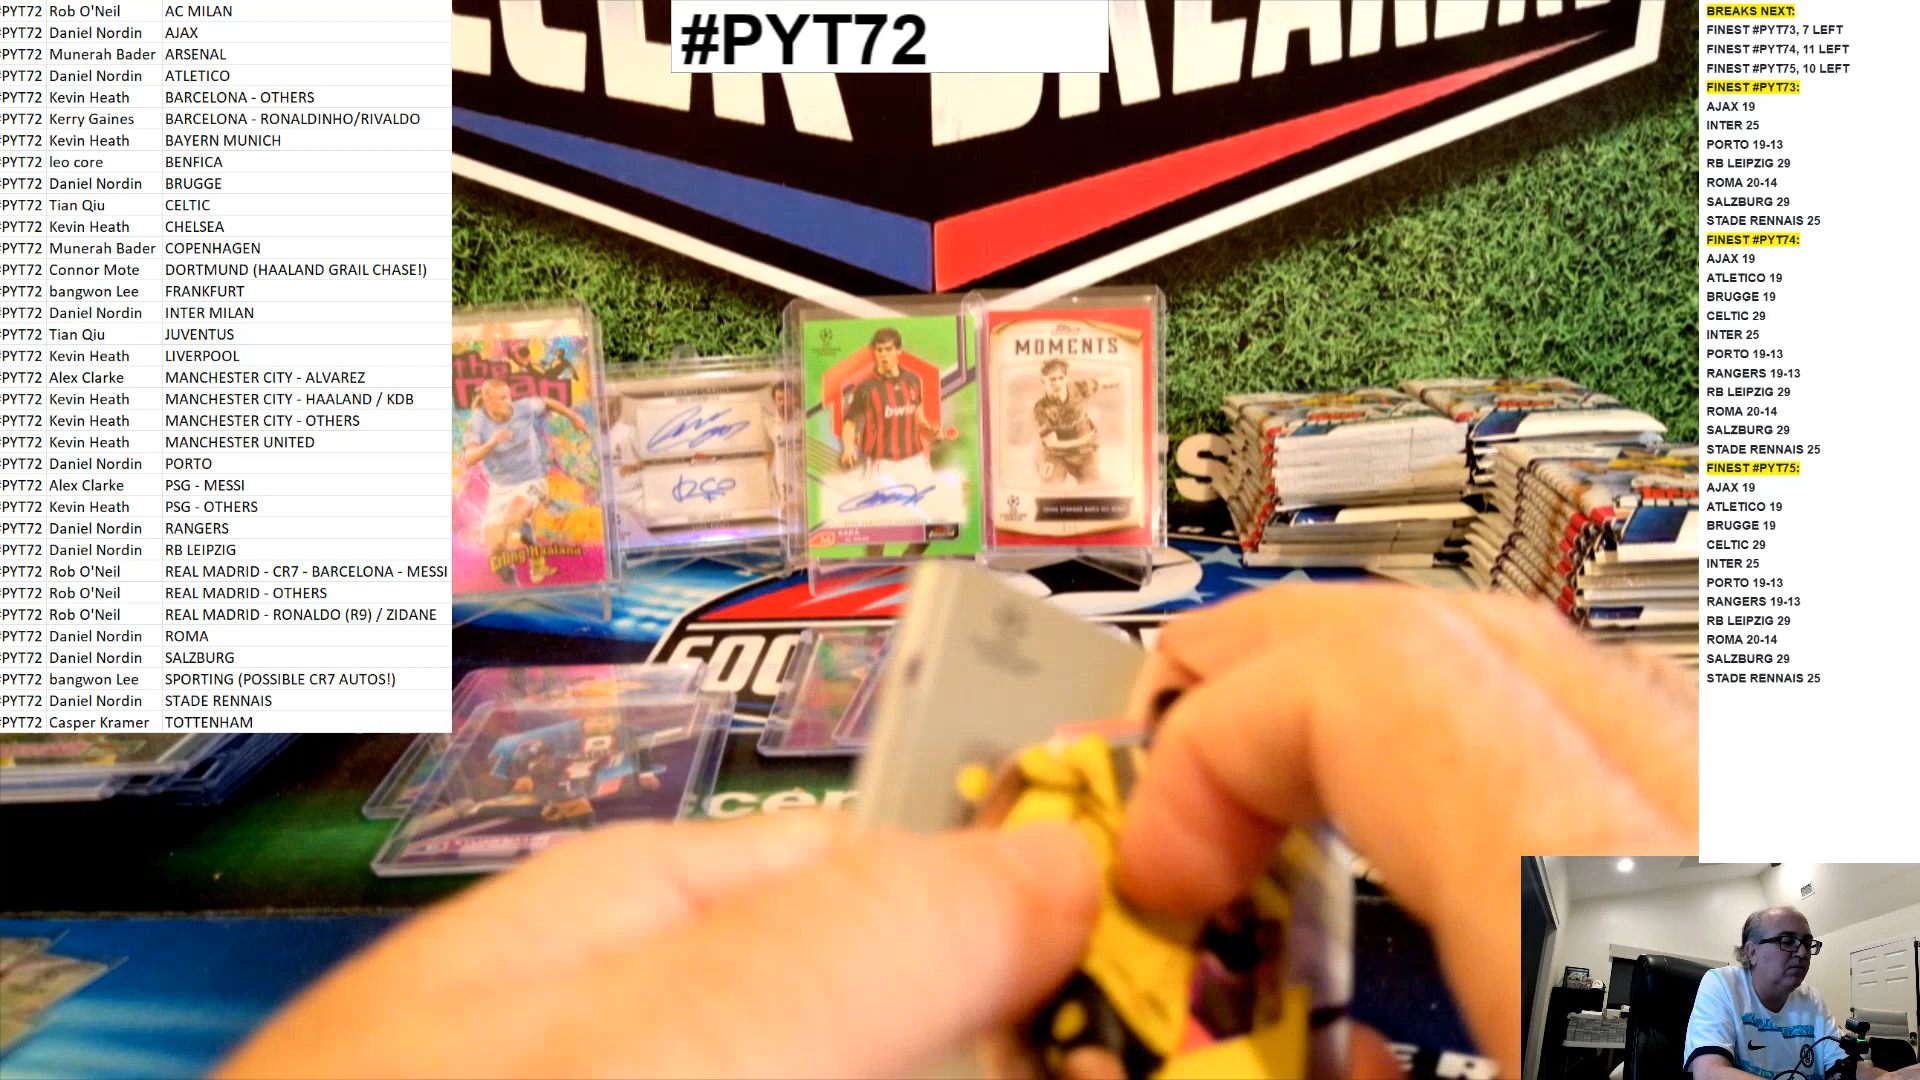 #PYT72 Rob O'Neil AC MILAN
#PYT72 Daniel Nordin AJAX
#PYT72 Munerah Bader ARSENAL
#PYT72 Daniel Nordin ATLETICO
#PYT72 Kevin Heath BARCELONA - OTHERS
#PYT72 Kerry Gaines BARCELONA - RONALDINHO/RIVALDO
#PYT72 Kevin Heath BAYERN MUNICH
#PYT72 leo core BENFICA
#PYT72 Daniel Nordin BRUGGE
#PYT72 Tian Qiu CELTIC
#PYT72 Kevin Heath CHELSEA
#PYT72 Munerah Bader COPENHAGEN
#PYT72 Connor Mote DORTMUND (HAALAND GRAIL CHASE!)
#PYT72 bangwon Lee FRANKFURT
#PYT72 Daniel Nordin INTER MILAN
#PYT72 Tian Qiu JUVENTUS
#PYT72 Kevin Heath LIVERPOOL
#PYT72 Alex Clarke MANCHESTER CITY - ALVAREZ
#PYT72 Kevin Heath MANCHESTER CITY - HAALAND / KDB
#PYT72 Kevin Heath MANCHESTER CITY - OTHERS
#PYT72 Kevin Heath MANCHESTER UNITED
#PYT72 Daniel Nordin PORTO
#PYT72 Alex Clarke PSG - MESSI
#PYT72 Kevin Heath PSG - OTHERS
#PYT72 Daniel Nordin RANGERS
#PYT72 Daniel Nordin RB LEIPZIG
#PYT72 Rob O'Neil REAL MADRID - CR7 - BARCELONA - MESSI
#PYT72 Rob O'Neil REAL MADRID - OTHERS
#PYT72 Rob O'Neil REAL MADRID - RONALDO (R9) / ZIDANE
#PYT72 Daniel Nordin ROMA
#PYT72 Daniel Nordin SALZBURG
#PYT72 bangwon Lee SPORTING (POSSIBLE CR7 AUTOS!)
#PYT72 Daniel Nordin STADE RENNAIS
#PYT72 Casper Kramer TOTTENHAM
#PYT72
the man
Erling Haaland
bwin
MOMENTS
BREAKS NEXT:
FINEST #PYT73, 7 LEFT
FINEST #PYT74, 11 LEFT
FINEST #PYT75, 10 LEFT
FINEST #PYT73:
AJAX 19
INTER 25
PORTO 19-13
RB LEIPZIG 29
ROMA 20-14
SALZBURG 29
STADE RENNAIS 25
FINEST #PYT74:
AJAX 19
ATLETICO 19
BRUGGE 19
CELTIC 29
INTER 25
PORTO 19-13
RANGERS 19-13
RB LEIPZIG 29
ROMA 20-14
SALZBURG 29
STADE RENNAIS 25
FINEST #PYT75:
AJAX 19
ATLETICO 19
BRUGGE 19
CELTIC 29
INTER 25
PORTO 19-13
RANGERS 19-13
RB LEIPZIG 29
ROMA 20-14
SALZBURG 29
STADE RENNAIS 25